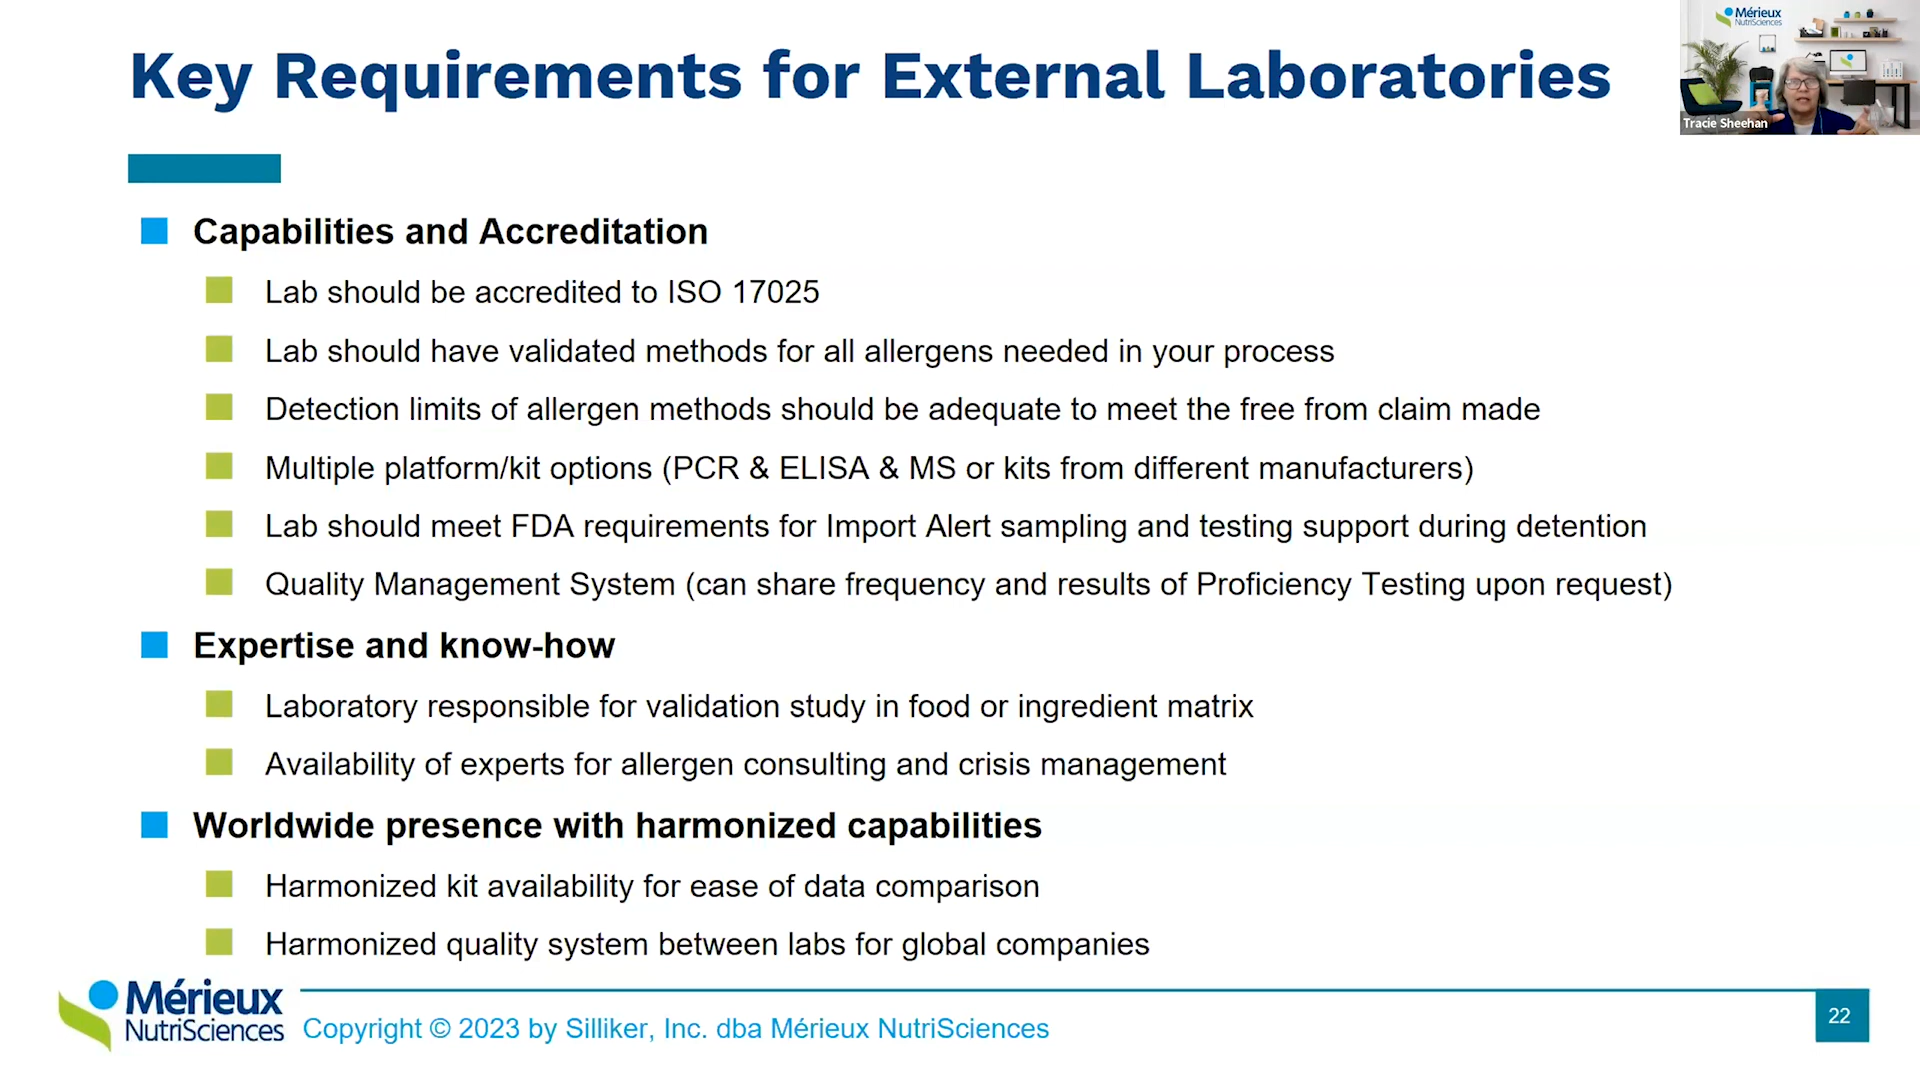 Key Requirements for External Laboratories
Mérieux
NutriSciences
Tracie Sheehan
Capabilities and Accreditation
Lab should be accredited to ISO 17025
Lab should have validated methods for all allergens needed in your process
Detection limits of allergen methods should be adequate to meet the free from claim made
Multiple platform/kit options (PCR & ELISA & MS or kits from different manufacturers)
Lab should meet FDA requirements for Import Alert sampling and testing support during detention
Quality Management System (can share frequency and results of Proficiency Testing upon request)
Expertise and know-how
Laboratory responsible for validation study in food or ingredient matrix
Availability of experts for allergen consulting and crisis management
Worldwide presence with harmonized capabilities
Harmonized kit availability for ease of data comparison
Harmonized quality system between labs for global companies
Mérieux
NutriSciences
Copyright © 2023 by Silliker, Inc. dba Mérieux NutriSciences
22